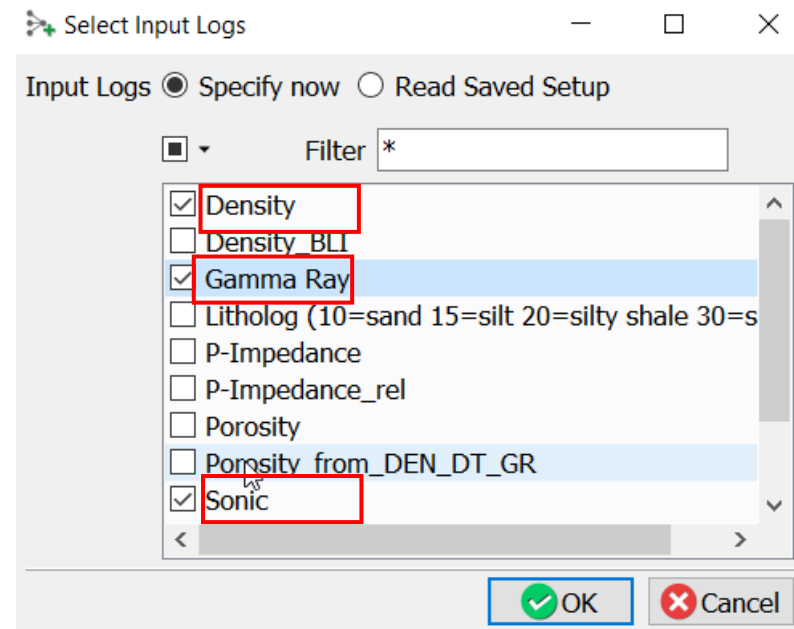 Select Input Logs
Input Logs Specify now Read Saved Setup
Filter *
Density
Density_BLI
Gamma Ray
Litholog (10=sand 15=silt 20=silty shale 30=s
P-Impedance
P-Impedance_rel
Porosity
Porosity_from_DEN_DT_GR
Sonic
OK Cancel